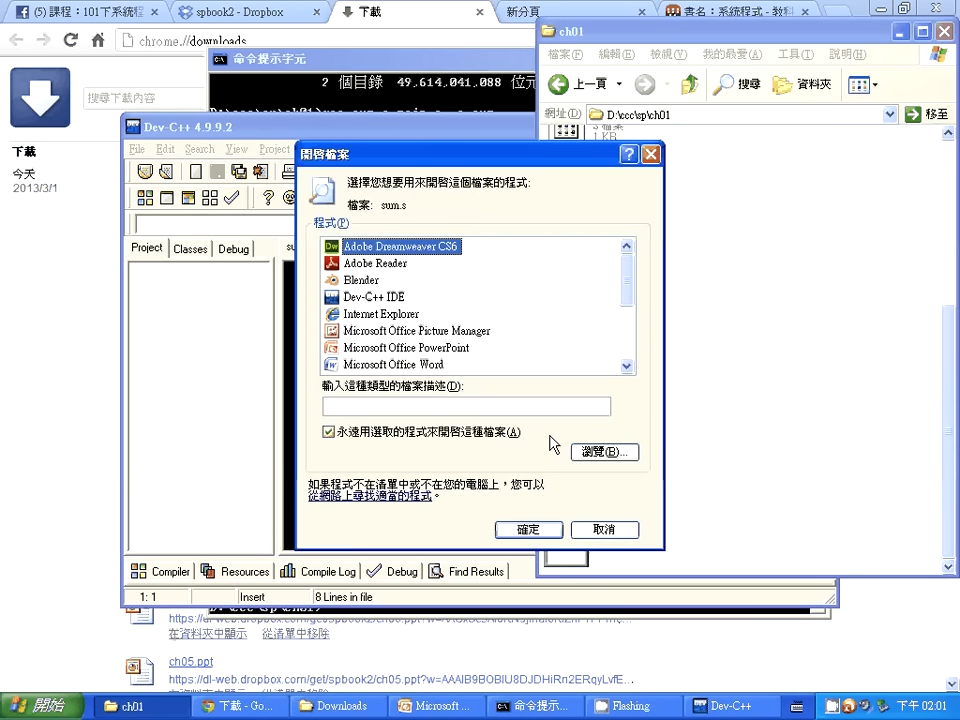 (5) 課程：101下系統程
spbook2 - Dropbox
下載
新分頁
書名：系統程式 - 教科
chrome://downloads
搜尋下載內容
下載
今天
2013/3/1
命令提示字元
2 個目錄 49,614,041,088 位元
ch01
檔案(F) 編輯(E) 檢視(V) 我的最愛(A) 工具(T) 說明(H)
上一頁
搜尋
資料夾
網址(D)
D:\ccc\sp\ch01
移至
1 KB
Dev-C++ 4.9.9.2
File Edit Search View Project
Project
Classes
Debug
su
開啓檔案
選擇您想要用來開啓這個檔案的程式:
檔案: sum.s
程式(P)
Adobe Dreamweaver CS6
Adobe Reader
Blender
Dev-C++ IDE
Internet Explorer
Microsoft Office Picture Manager
Microsoft Office PowerPoint
Microsoft Office Word
輸入這種類型的檔案描述(D):
永遠用選取的程式來開啓這種檔案(A)
瀏覽(B)...
如果程式不在清單中或不在您的電腦上，您可以
從網路上尋找適當的程式。
確定
取消
Compiler
Resources
Compile Log
Debug
Find Results
1: 1
Insert
8 Lines in file
在資料夾中顯示 從清單中移除
ch05.ppt
開始
ch01
下載 - Go...
Downloads
Microsoft ...
命令提示...
Flashing
Dev-C++
下午 02:01